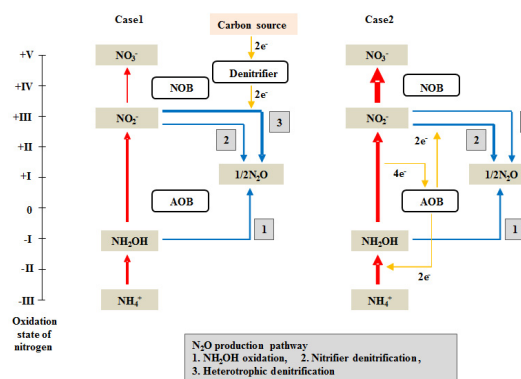 Case1
Carbon source
Case2
+V
+IV
+III
+II
+I
0
-I
-II
-III
Oxidation
state of
nitrogen
NO3-
NOB
NO2-
2e-
Denitrifier
2e-
3
2
1/2N2O
AOB
NH2OH
1
NH4+
NO3-
NOB
NO2-
2e-
2
4e-
1/2N2O
AOB
NH2OH
1
2e-
NH4+
N2O production pathway
1. NH2OH oxidation, 2. Nitrifier denitrification,
3. Heterotrophic denitrification